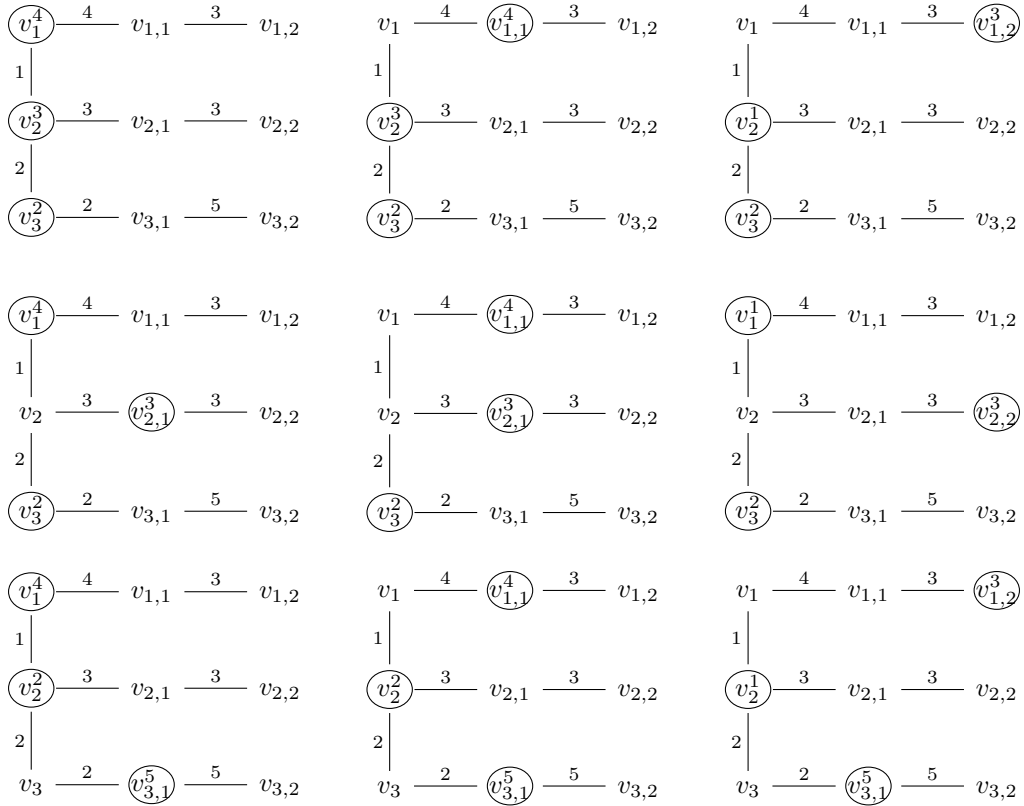 v_1^4 4 v_{1,1} 3 v_{1,2} v_1 4 v_{1,1}^4 3 v_{1,2} v_1 4 v_{1,1} 3 v_{1,2}^3
1 1 1
v_2^3 3 v_{2,1} 3 v_{2,2} v_2^3 3 v_{2,1} 3 v_{2,2} v_2^1 3 v_{2,1} 3 v_{2,2}
2 2 2
v_3^2 2 v_{3,1} 5 v_{3,2} v_3^2 2 v_{3,1} 5 v_{3,2} v_3^2 2 v_{3,1} 5 v_{3,2}
v_1^4 4 v_{1,1} 3 v_{1,2} v_1 4 v_{1,1}^4 3 v_{1,2} v_1^1 4 v_{1,1} 3 v_{1,2}
1 1 1
v_2 3 v_{2,1}^3 3 v_{2,2} v_2 3 v_{2,1}^3 3 v_{2,2} v_2 3 v_{2,1} 3 v_{2,2}^3
2 2 2
v_3^2 2 v_{3,1} 5 v_{3,2} v_3^2 2 v_{3,1} 5 v_{3,2} v_3^2 2 v_{3,1} 5 v_{3,2}
v_1^4 4 v_{1,1} 3 v_{1,2} v_1 4 v_{1,1}^4 3 v_{1,2} v_1 4 v_{1,1} 3 v_{1,2}^3
1 1 1
v_2^2 3 v_{2,1} 3 v_{2,2} v_2^2 3 v_{2,1} 3 v_{2,2} v_2^1 3 v_{2,1} 3 v_{2,2}
2 2 2
v_3 2 v_{3,1}^5 5 v_{3,2} v_3 2 v_{3,1}^5 5 v_{3,2} v_3 2 v_{3,1}^5 5 v_{3,2}